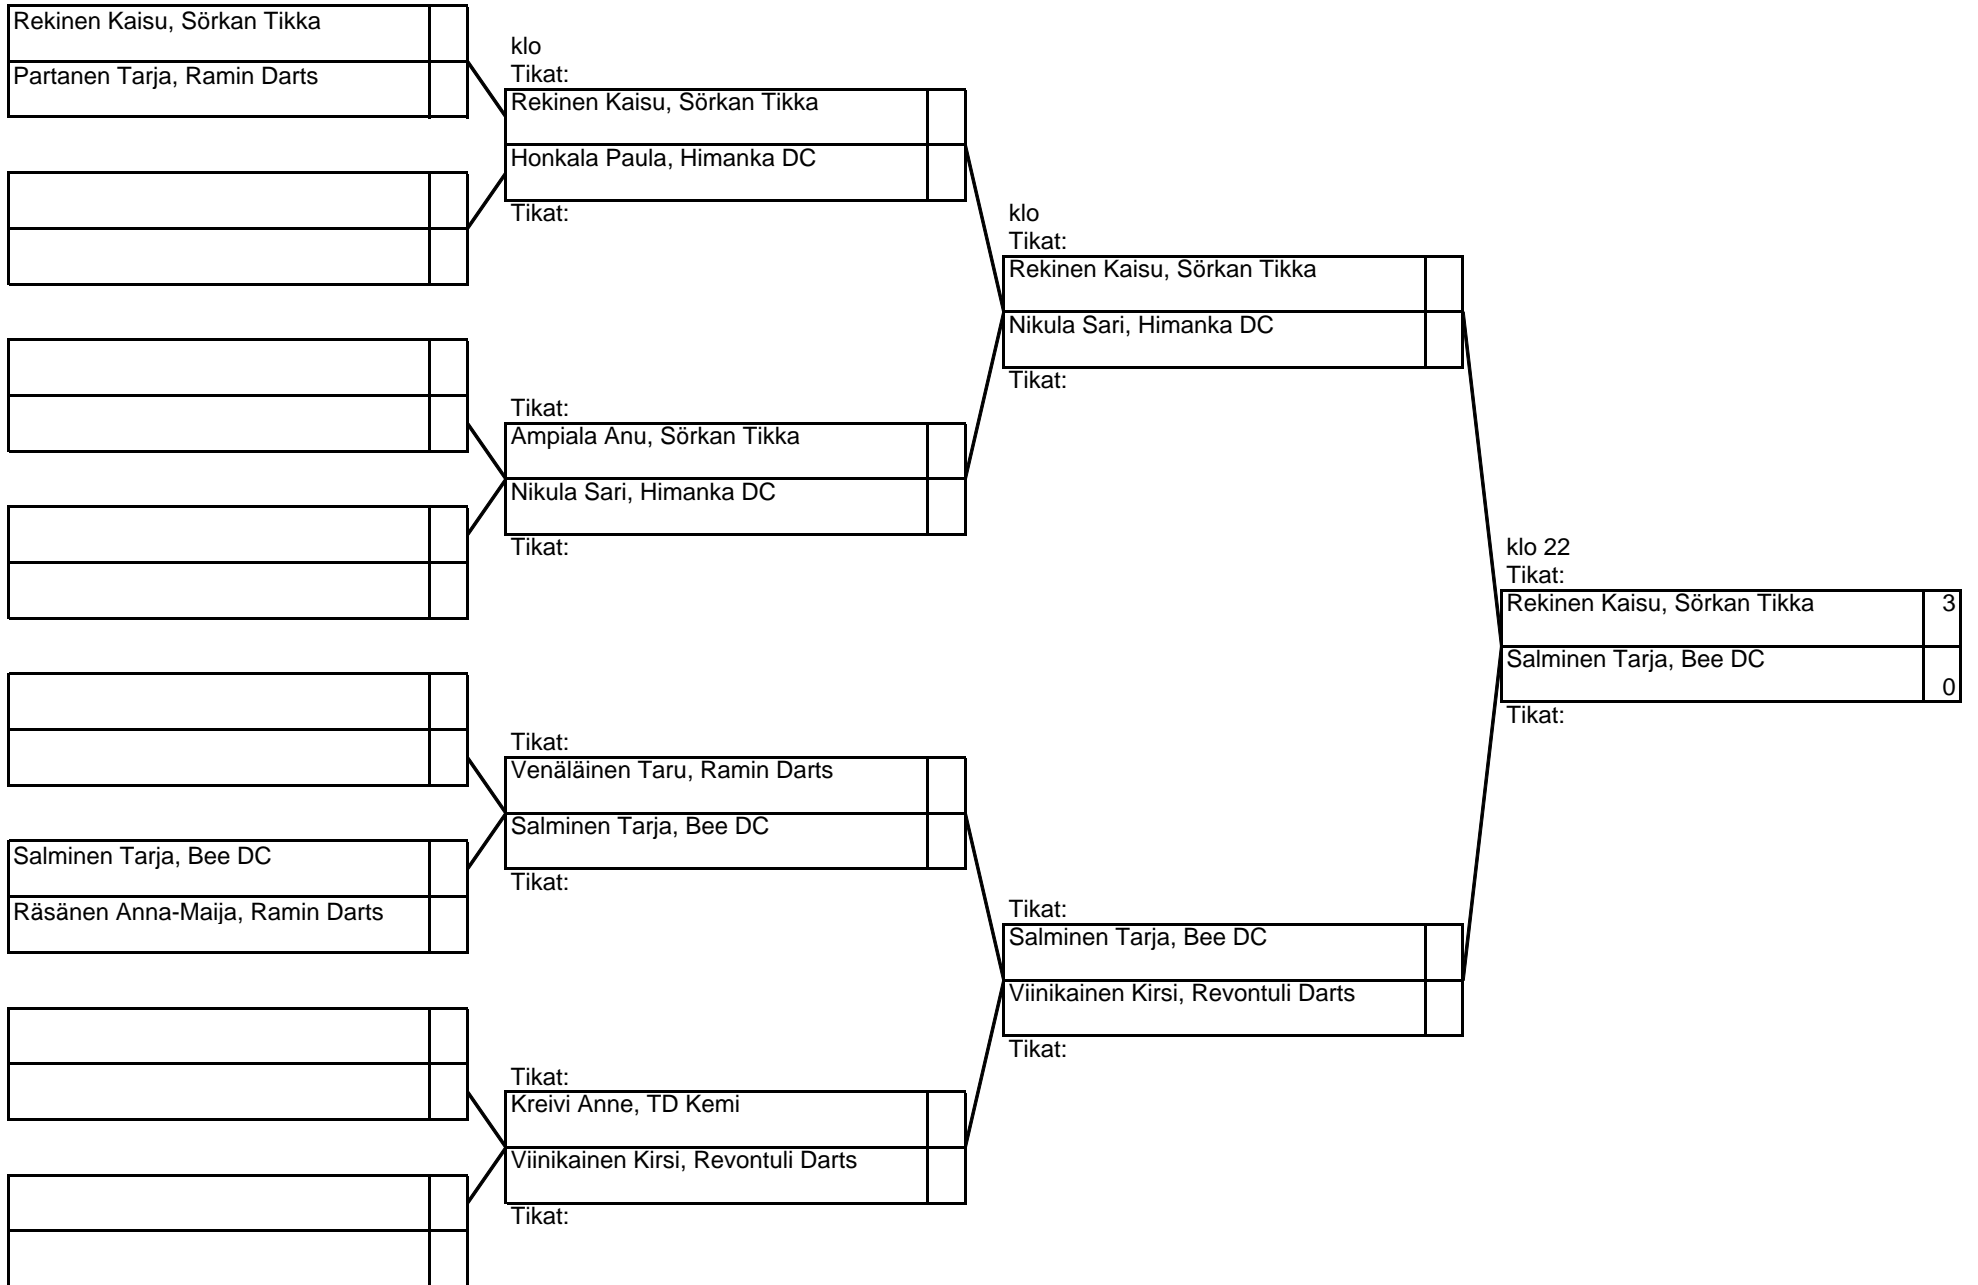 Rekinen Kaisu, Sörkan Tikka
Partanen Tarja, Ramin Darts
Salminen Tarja, Bee DC
Räsänen Anna-Maija, Ramin Darts
klo
Tikat:
Rekinen Kaisu, Sörkan Tikka
Honkala Paula, Himanka DC
Tikat:
Tikat:
Ampiala Anu, Sörkan Tikka
Nikula Sari, Himanka DC
Tikat:
Tikat:
Venäläinen Taru, Ramin Darts
Salminen Tarja, Bee DC
Tikat:
Tikat:
Kreivi Anne, TD Kemi
Viinikainen Kirsi, Revontuli Darts
Tikat:
klo
Tikat:
Rekinen Kaisu, Sörkan Tikka
Nikula Sari, Himanka DC
Tikat:
Tikat:
Salminen Tarja, Bee DC
Viinikainen Kirsi, Revontuli Darts
Tikat:
klo 22
Tikat:
Rekinen Kaisu, Sörkan Tikka 3
Salminen Tarja, Bee DC
0
Tikat: